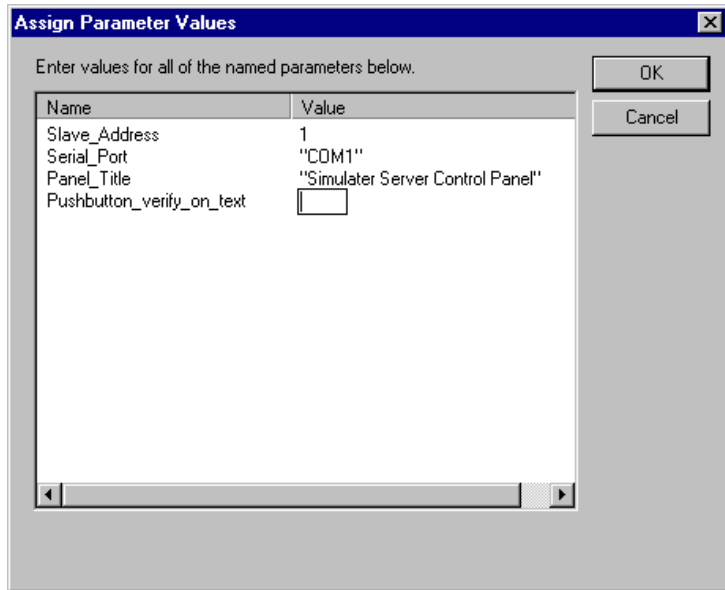 Assign Parameter Values
Enter values for all of the named parameters below.
OK
Cancel
Name Value
Slave_Address 1
Serial_Port "COM1"
Panel_Title "Simulater Server Control Panel"
Pushbutton_verify_on_text